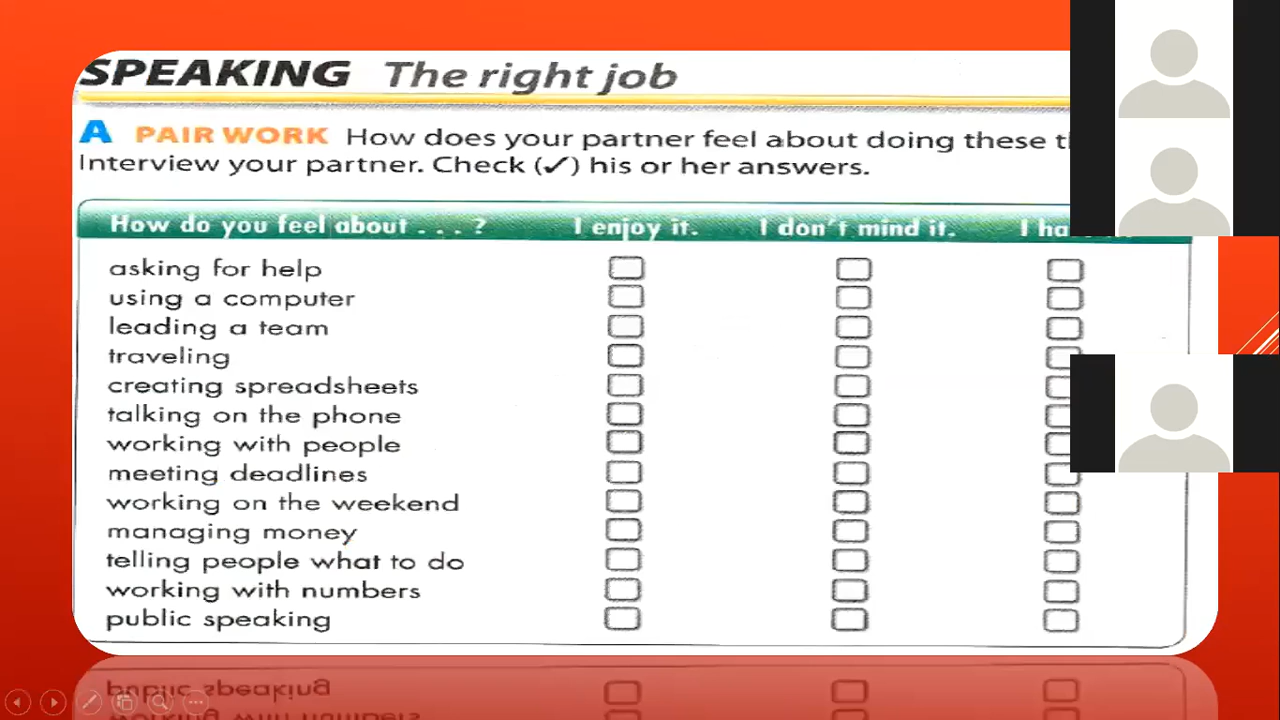 SPEAKING The right job
A PAIR WORK How does your partner feel about doing these
Interview your partner. Check (✓) his or her answers.
How do you feel about . . . ? I enjoy it. I don't mind it. I
asking for help
using a computer
leading a team
traveling
creating spreadsheets
talking on the phone
working with people
meeting deadlines
working on the weekend
managing money
telling people what to do
working with numbers
public speaking